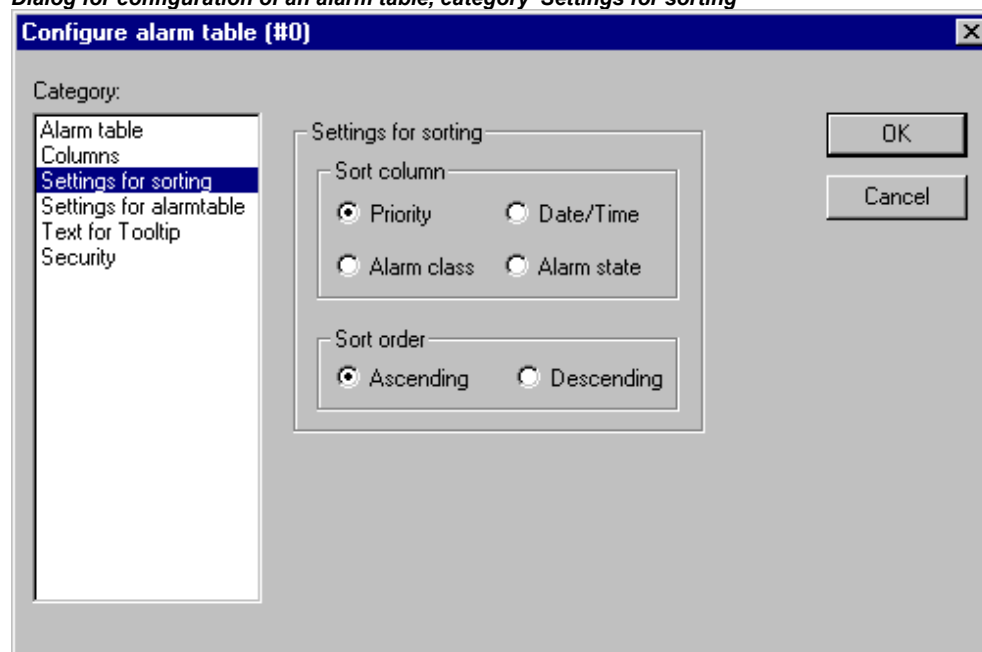 Dialog for configuration of an alarm table, category 'Settings for sorting'
Configure alarm table (#0)
Category:
Alarm table
Columns
Settings for sorting
Settings for alarmtable
Text for Tooltip
Security
Settings for sorting
Sort column
Priority
Date/Time
Alarm class
Alarm state
Sort order
Ascending
Descending
OK
Cancel